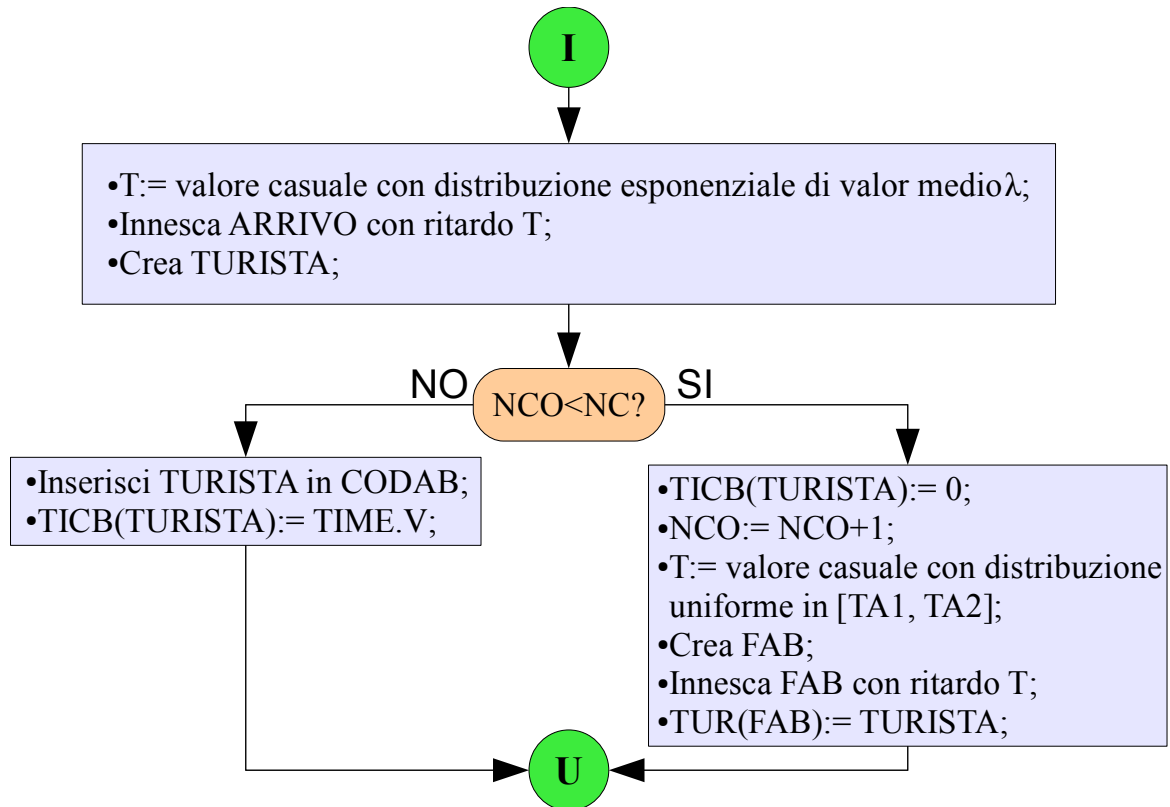 I
•T:= valore casuale con distribuzione esponenziale di valor medioλ;
•Innesca ARRIVO con ritardo T;
•Crea TURISTA;
NO
NCO<NC?
SI
•Inserisci TURISTA in CODAB;
•TICB(TURISTA):= TIME.V;
•TICB(TURISTA):= 0;
•NCO:= NCO+1;
•T:= valore casuale con distribuzione
uniforme in [TA1, TA2];
•Crea FAB;
•Innesca FAB con ritardo T;
•TUR(FAB):= TURISTA;
U